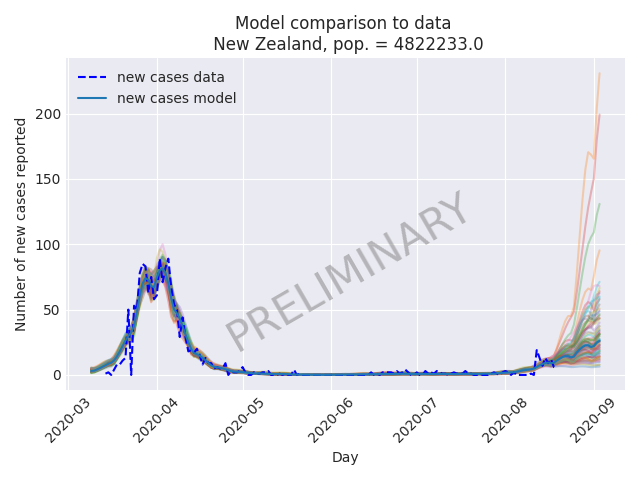 Model comparison to data
New Zealand, pop. = 4822233.0
new cases data
new cases model
PRELIMINARY
Number of new cases reported
200
150
100
50
0
2020-03
2020-04
2020-05
2020-06
2020-07
2020-08
2020-09
Day